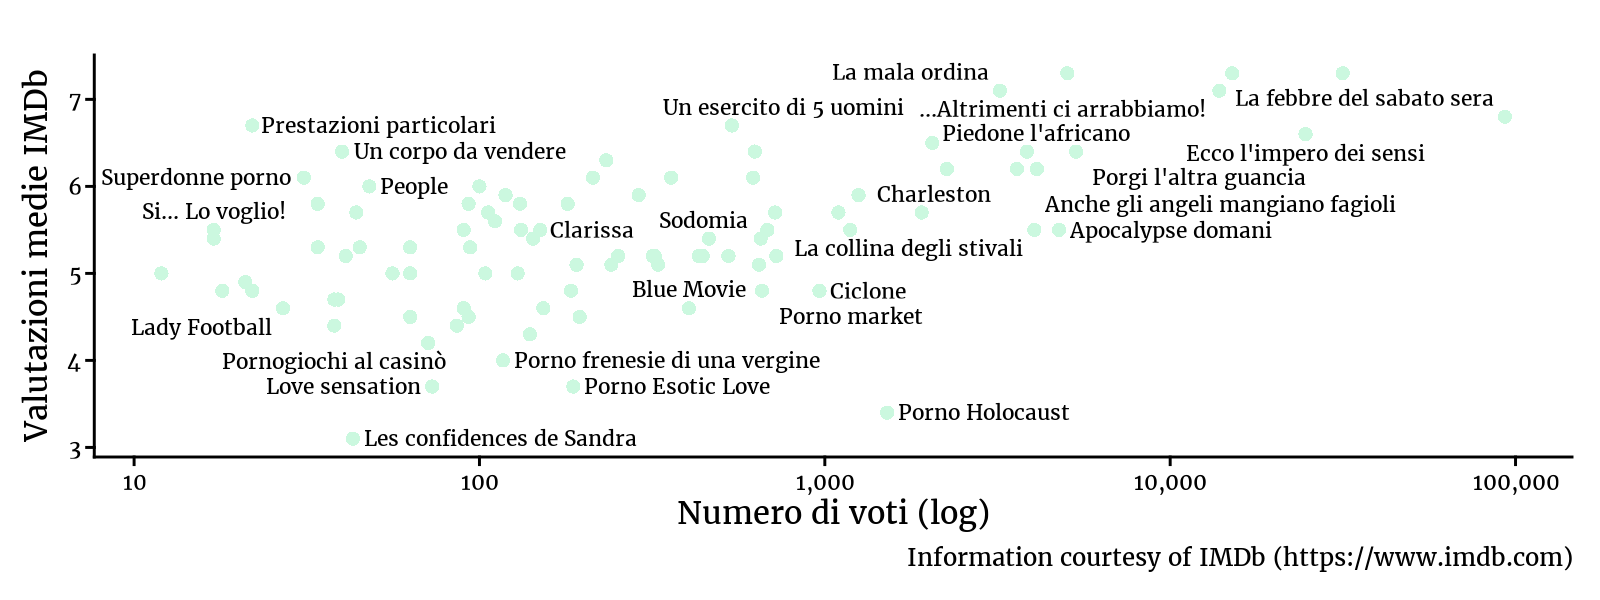 Valutazioni medie IMDb
7
6
5
4
3
La mala ordina
La febbre del sabato sera
Un esercito di 5 uomini
...Altrimenti ci arrabbiamo!
Prestazioni particolari
Piedone l'africano
Un corpo da vendere
Ecco l'impero dei sensi
Superdonne porno
People
Porgi l'altra guancia
Charleston
Si... Lo voglio!
Anche gli angeli mangiano fagioli
Sodomia
Clarissa
Apocalypse domani
La collina degli stivali
Blue Movie
Ciclone
Porno market
Lady Football
Pornogiochi al casinò
Porno frenesie di una vergine
Love sensation
Porno Esotic Love
Porno Holocaust
Les confidences de Sandra
10
100
1,000
10,000
100,000
Numero di voti (log)
Information courtesy of IMDb (https://www.imdb.com)